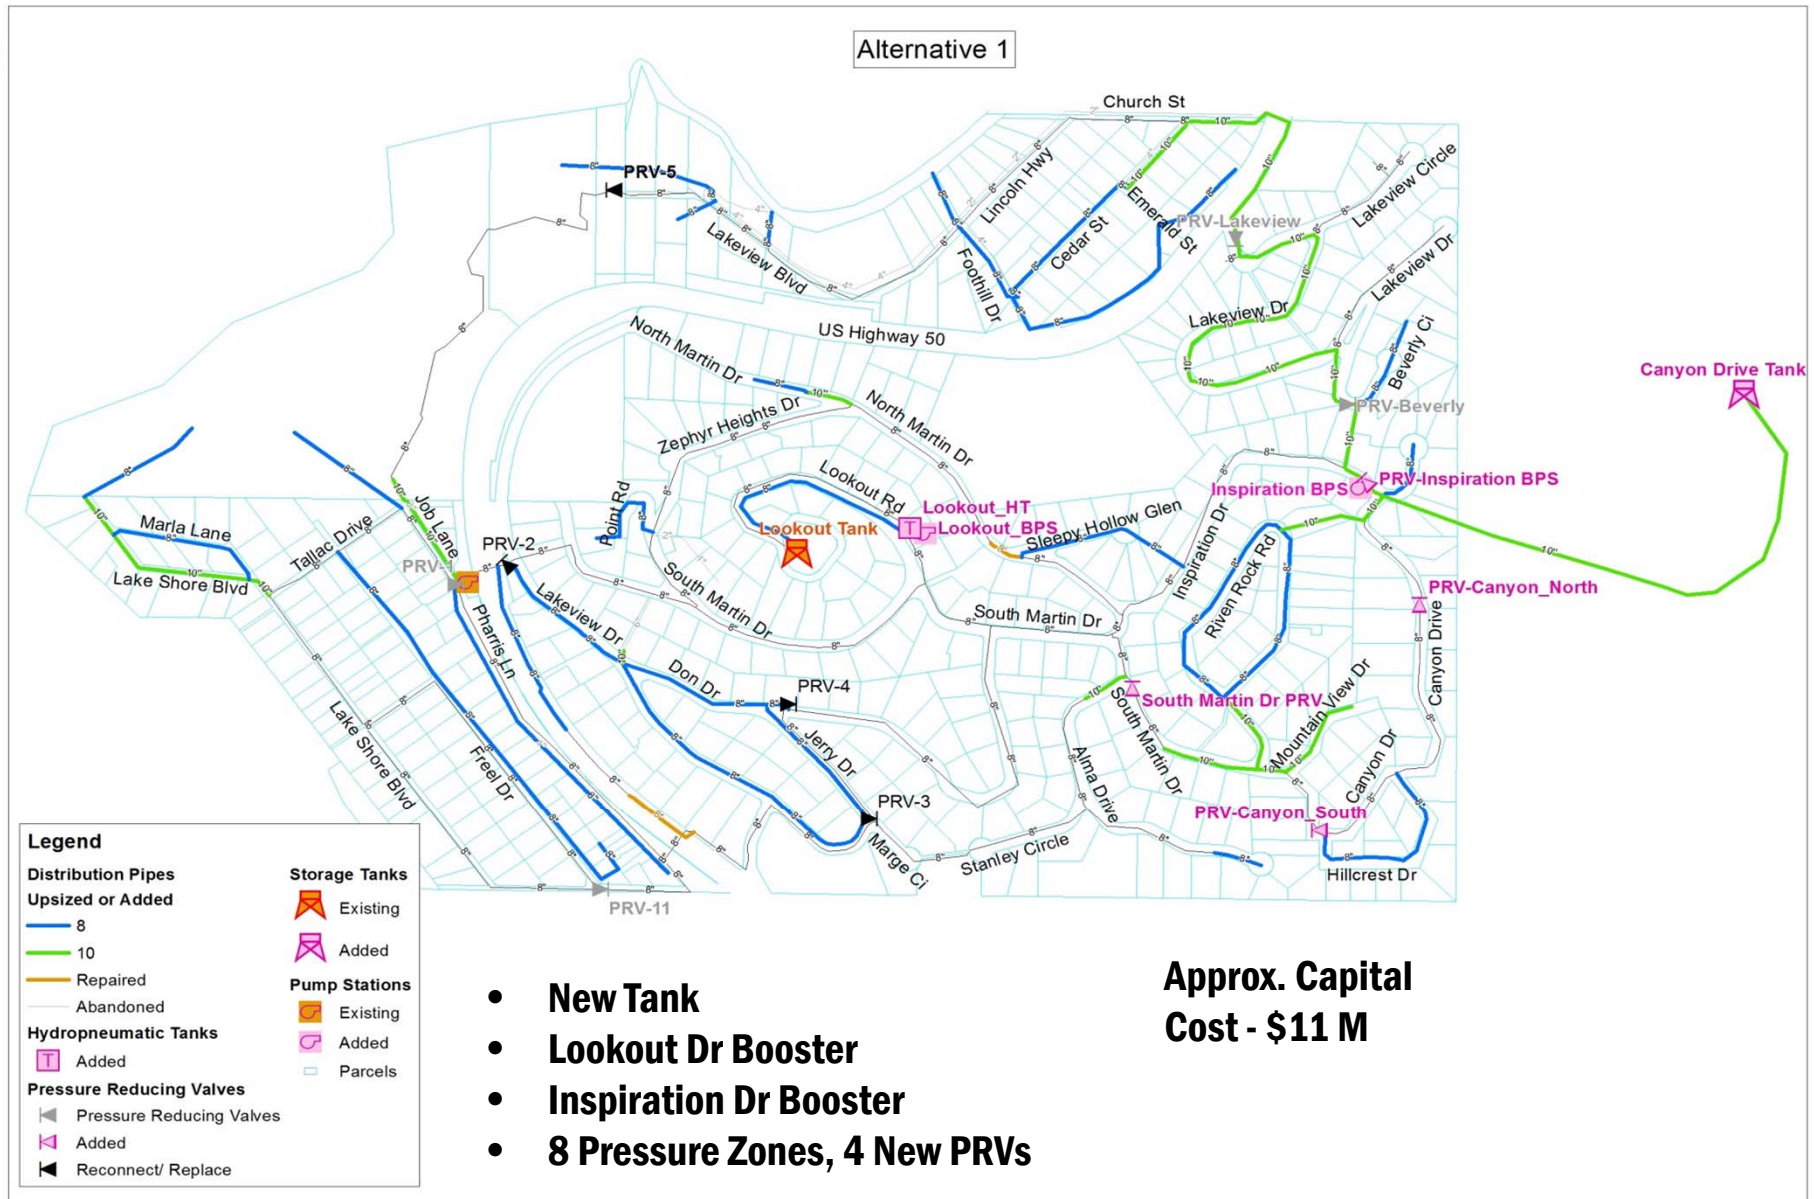 Alternative 1
Church St
Lincoln Hwy
PRV-5
Lakeview Circle
Cedar St
Emerald St
PRV-Lakeview
Lakeview Blvd
Foothill Dr
Lakeview Dr
Lakeview Dr
US Highway 50
North Martin Dr
Beverly Ci
Canyon Drive Tank
PRV-Beverly
Zephyr Heights Dr
North Martin Dr
Lookout Rd
PRV-Inspiration BPS
Inspiration BPS
Point Rd
Job Lane
Lookout_HT
Lookout_BPS
Lookout Tank
Sleepy Hollow Glen
Marla Lane
Tallac Drive
PRV-2
PRV-1
Lake Shore Blvd
Inspiration Dr
Riven Rock Rd
PRV-Canyon_North
South Martin Dr
Lakeview Dr
South Martin Dr
Pharris Ln
Canyon Drive
Don Dr
PRV-4
South Martin Dr PRV
South Martin Dr
Mountain View Dr
Lake Shore Blvd
Freel Dr
Jerry Dr
Alma Drive
Canyon Dr
PRV-3
PRV-Canyon_South
Marge Ci
Stanley Circle
Hillcrest Dr
PRV-11
Legend
Distribution Pipes
Upsized or Added
8
10
Repaired
Abandoned
Hydropneumatic Tanks
T Added
Pressure Reducing Valves
Pressure Reducing Valves
Added
Reconnect/ Replace
Storage Tanks
Existing
Added
Pump Stations
Existing
Added
Parcels
• New Tank
• Lookout Dr Booster
• Inspiration Dr Booster
• 8 Pressure Zones, 4 New PRVs
Approx. Capital
Cost - $11 M